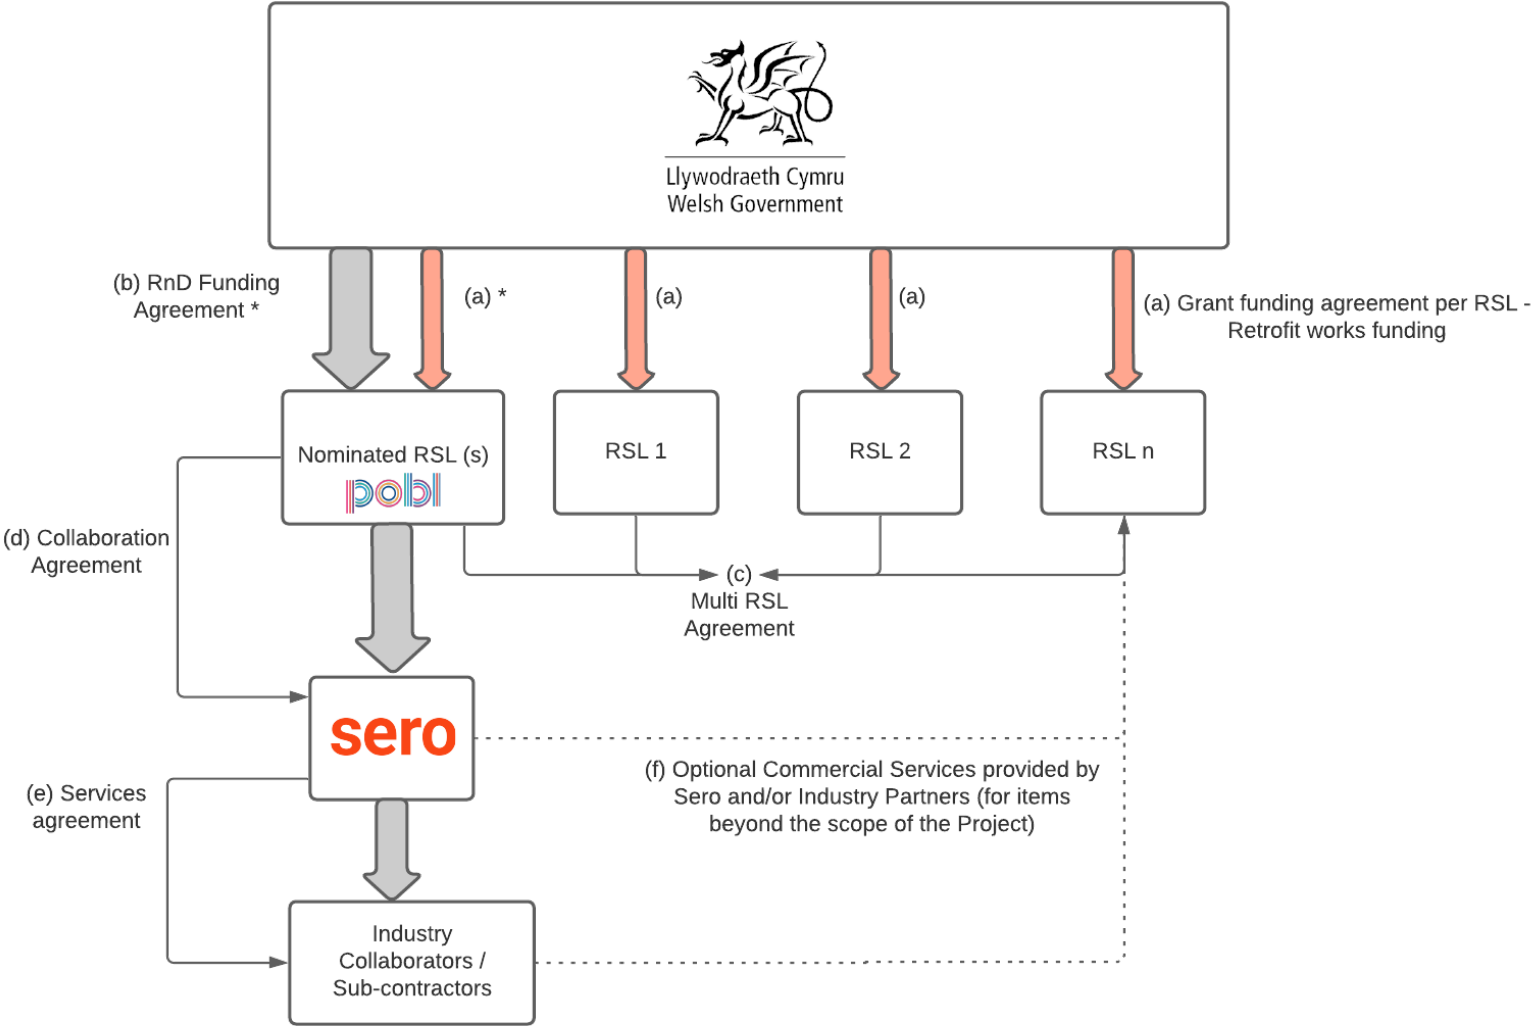 Llywodraeth Cymru
Welsh Government
(b) RnD Funding
Agreement *
(a) *
(a)
(a)
(a) Grant funding agreement per RSL -
Retrofit works funding
Nominated RSL (s)
pobl
RSL 1
RSL 2
RSL n
(d) Collaboration
Agreement
(c)
Multi RSL
Agreement
sero
(f) Optional Commercial Services provided by
Sero and/or Industry Partners (for items
beyond the scope of the Project)
(e) Services
agreement
Industry
Collaborators /
Sub-contractors